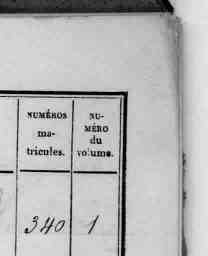 NUMÉROS
ma-
tricules.
NU-
MÉRO
du
volume.
340 1